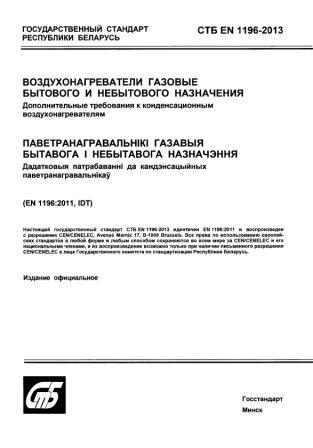 ГОСУДАРСТВЕННЫЙ СТАНДАРТ
РЕСПУБЛИКИ БЕЛАРУСЬ
СТБ EN 1196-2013
ВОЗДУХОНАГРЕВАТЕЛИ ГАЗОВЫЕ
БЫТОВОГО И НЕБЫТОВОГО НАЗНАЧЕНИЯ
Дополнительные требования к конденсационным
воздухонагревателям
ПАВЕТРАНАГРАВАЛЬНІКІ ГАЗАВЫЯ
БЫТАВОГА І НЕБЫТАВОГА НАЗНАЧЭННЯ
Дадатковыя патрабаванні да кандэнсацыйных
паветранагравальнікаў
(EN 1196:2011, IDT)
Настоящий государственный стандарт СТБ EN 1196-2013 идентичен EN 1196:2011 и воспроизведен
с разрешения CEN/CENELEC, Avenue Marnix 17, B-1000 Brussels. Все права по использованию европей-
ских стандартов в любой форме и любым способом сохраняются во всем мире за CEN/CENELEC и его
национальными членами, и их воспроизведение возможно только при наличии письменного разрешения
CEN/CENELEC в лице Государственного комитета по стандартизации Республики Беларусь.
Издание официальное
СТБ
Госстандарт
Минск